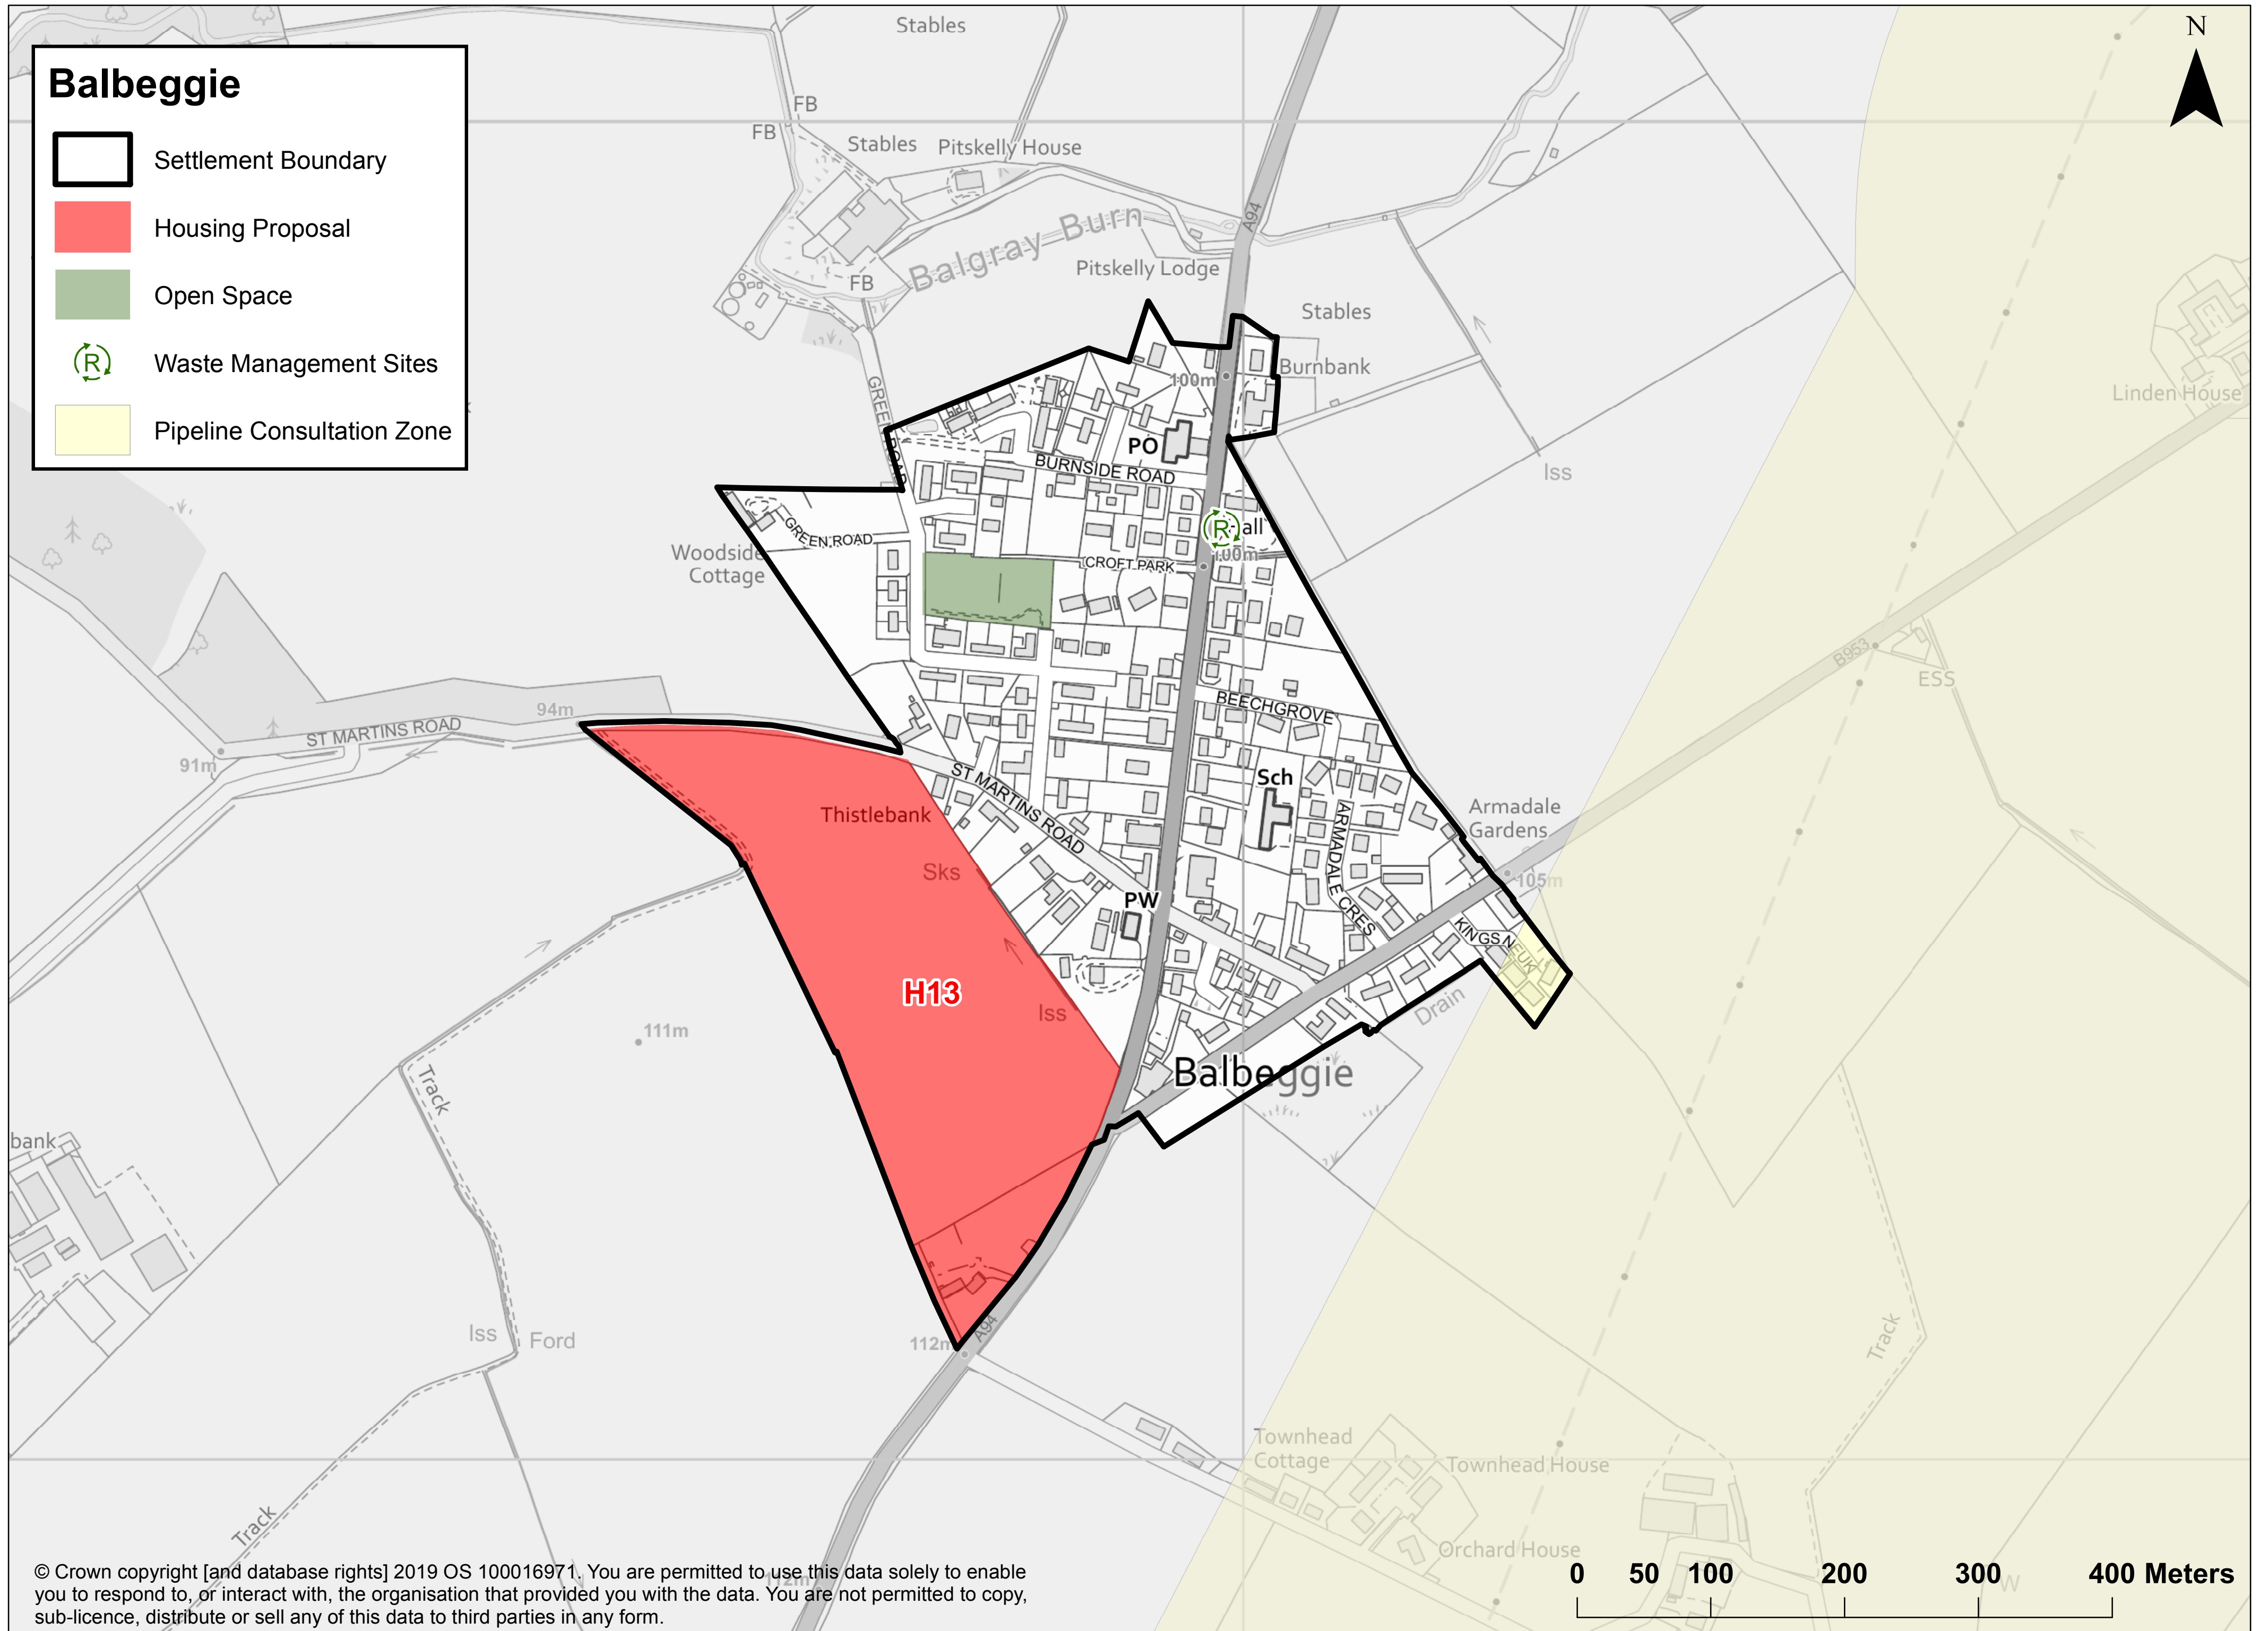 Stables
N
Balbeggie
Settlement Boundary
Housing Proposal
Open Space
R
Waste Management Sites
Pipeline Consultation Zone
FB
FB
Stables
Pitskelly House
A94
Balgray Burn
Pitskelly Lodge
FB
Stables
Burnbank
100m
Linden House
GREEN ROAD
PO
BURNSIDE ROAD
Iss
GREEN ROAD
R
100m
Woodside
Cottage
CROFT PARK
B953
ESS
BEECHGROVE
94m
ST MARTINS ROAD
91m
ST MARTINS ROAD
Sch
Thistlebank
Armadale
Gardens
ARMADALE CRES
Sks
105m
PW
KINGS NEUK
H13
Drain
Iss
111m
Balbeggie
Track
bank
Iss
Ford
112m
A94
Track
Townhead
Cottage
Townhead House
Track
Orchard House
W
112m
© Crown copyright [and database rights] 2019 OS 100016971. You are permitted to use this data solely to enable
you to respond to, or interact with, the organisation that provided you with the data. You are not permitted to copy,
sub-licence, distribute or sell any of this data to third parties in any form.
0 50 100 200 300 400 Meters